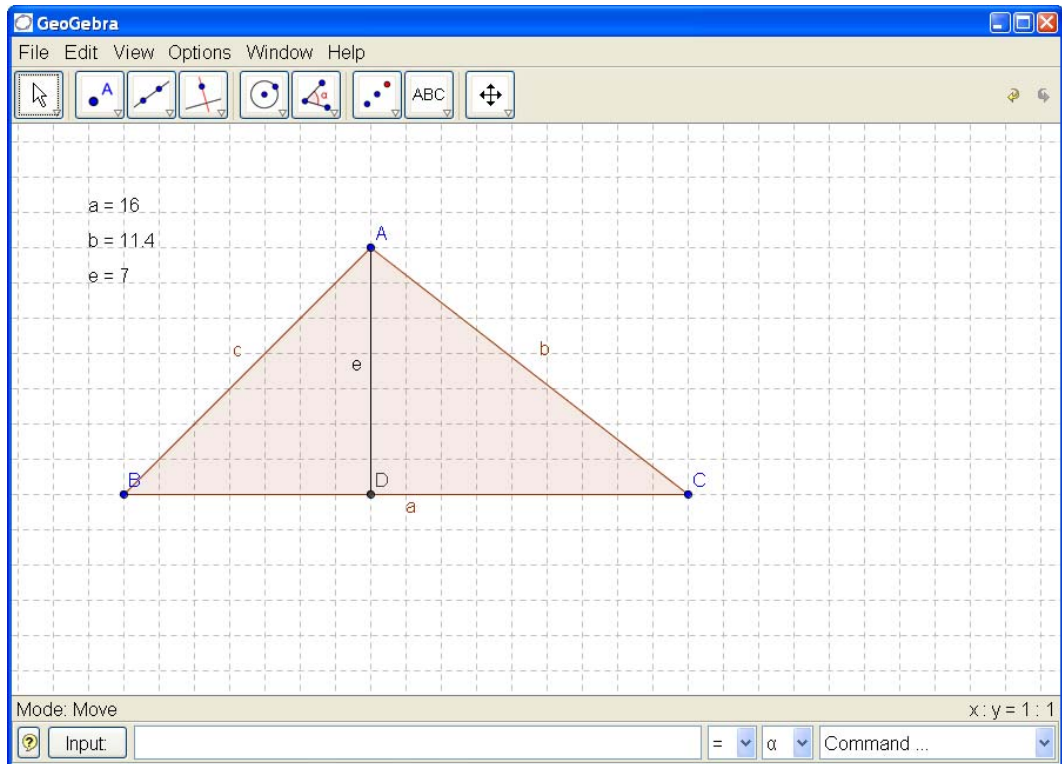 GeoGebra
File Edit View Options Window Help
A
α
ABC
a = 16
b = 11.4
e = 7
A
c
b
e
B
D
C
a
Mode: Move
x : y = 1 : 1
? Input: = α Command ...